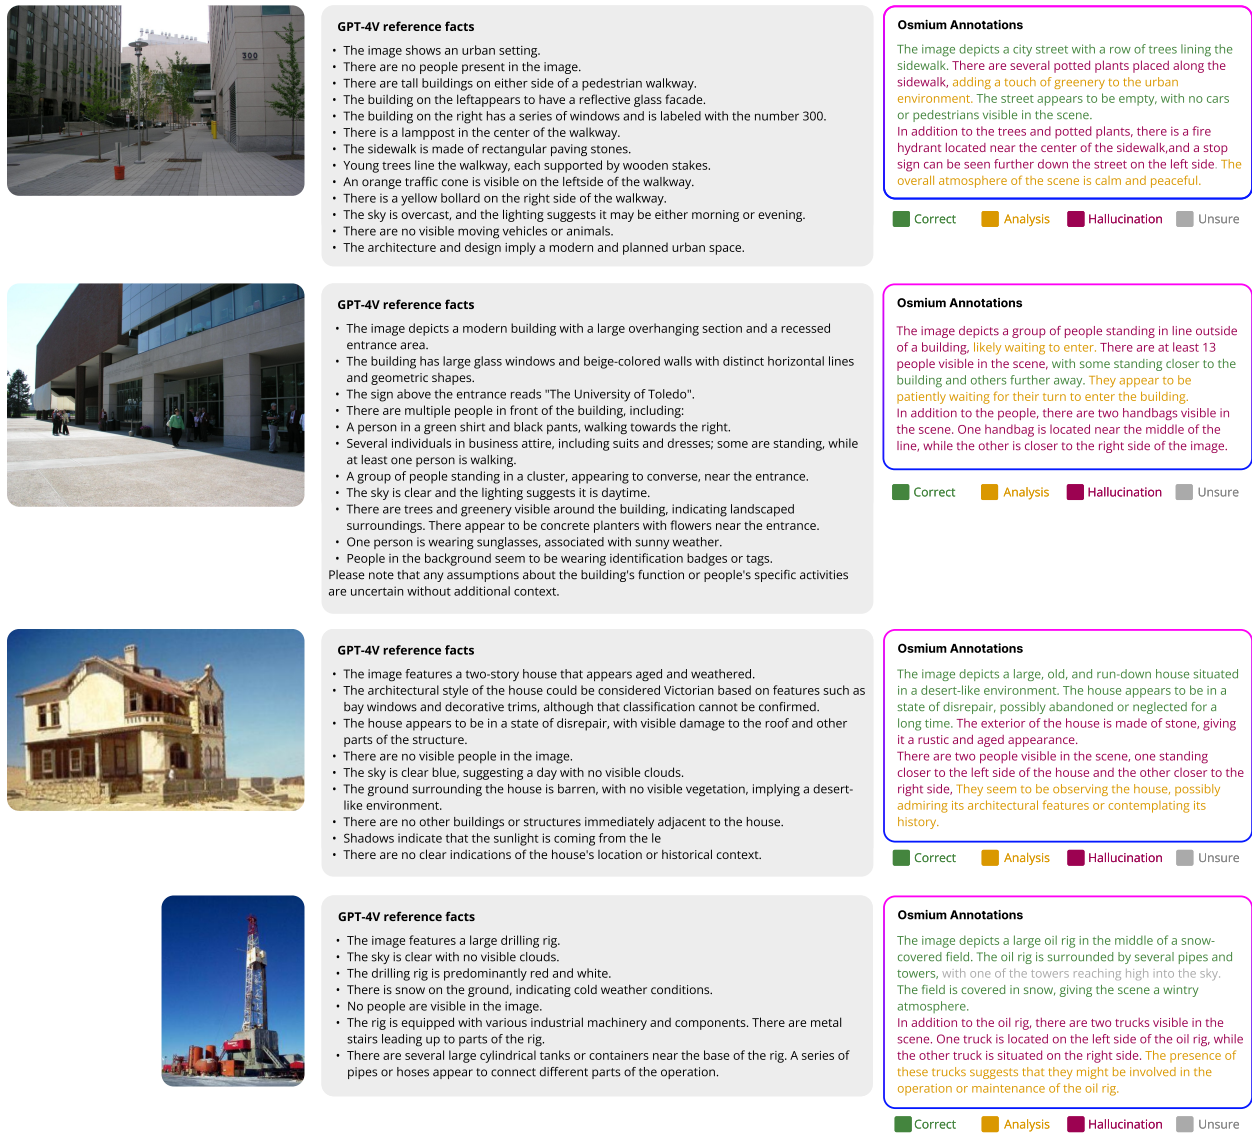 300
GPT-4V reference facts
• The image shows an urban setting.
• There are no people present in the image.
• There are tall buildings on either side of a pedestrian walkway.
• The building on the leftappears to have a reflective glass facade.
• The building on the right has a series of windows and is labeled with the number 300.
• There is a lamppost in the center of the walkway.
• The sidewalk is made of rectangular paving stones.
• Young trees line the walkway, each supported by wooden stakes.
• An orange traffic cone is visible on the leftside of the walkway.
• There is a yellow bollard on the right side of the walkway.
• The sky is overcast, and the lighting suggests it may be either morning or evening.
• There are no visible moving vehicles or animals.
• The architecture and design imply a modern and planned urban space.
Osmium Annotations
The image depicts a city street with a row of trees lining the
sidewalk. There are several potted plants placed along the
sidewalk, adding a touch of greenery to the urban
environment. The street appears to be empty, with no cars
or pedestrians visible in the scene.
In addition to the trees and potted plants, there is a fire
hydrant located near the center of the sidewalk,and a stop
sign can be seen further down the street on the left side. The
overall atmosphere of the scene is calm and peaceful.
Correct Analysis Hallucination Unsure
GPT-4V reference facts
• The image depicts a modern building with a large overhanging section and a recessed
entrance area.
• The building has large glass windows and beige-colored walls with distinct horizontal lines
and geometric shapes.
• The sign above the entrance reads "The University of Toledo".
• There are multiple people in front of the building, including:
• A person in a green shirt and black pants, walking towards the right.
• Several individuals in business attire, including suits and dresses; some are standing, while
at least one person is walking.
• A group of people standing in a cluster, appearing to converse, near the entrance.
• The sky is clear and the lighting suggests it is daytime.
• There are trees and greenery visible around the building, indicating landscaped
surroundings. There appear to be concrete planters with flowers near the entrance.
• One person is wearing sunglasses, associated with sunny weather.
• People in the background seem to be wearing identification badges or tags.
Please note that any assumptions about the building's function or people's specific activities
are uncertain without additional context.
Osmium Annotations
The image depicts a group of people standing in line outside
of a building, likely waiting to enter. There are at least 13
people visible in the scene, with some standing closer to the
building and others further away. They appear to be
patiently waiting for their turn to enter the building.
In addition to the people, there are two handbags visible in
the scene. One handbag is located near the middle of the
line, while the other is closer to the right side of the image.
Correct Analysis Hallucination Unsure
GPT-4V reference facts
• The image features a two-story house that appears aged and weathered.
• The architectural style of the house could be considered Victorian based on features such as
bay windows and decorative trims, although that classification cannot be confirmed.
• The house appears to be in a state of disrepair, with visible damage to the roof and other
parts of the structure.
• There are no visible people in the image.
• The sky is clear blue, suggesting a day with no visible clouds.
• The ground surrounding the house is barren, with no visible vegetation, implying a desert-
like environment.
• There are no other buildings or structures immediately adjacent to the house.
• Shadows indicate that the sunlight is coming from the le
• There are no clear indications of the house's location or historical context.
Osmium Annotations
The image depicts a large, old, and run-down house situated
in a desert-like environment. The house appears to be in a
state of disrepair, possibly abandoned or neglected for a
long time. The exterior of the house is made of stone, giving
it a rustic and aged appearance.
There are two people visible in the scene, one standing
closer to the left side of the house and the other closer to the
right side, They seem to be observing the house, possibly
admiring its architectural features or contemplating its
history.
Correct Analysis Hallucination Unsure
GPT-4V reference facts
• The image features a large drilling rig.
• The sky is clear with no visible clouds.
• The drilling rig is predominantly red and white.
• There is snow on the ground, indicating cold weather conditions.
• No people are visible in the image.
• The rig is equipped with various industrial machinery and components. There are metal
stairs leading up to parts of the rig.
• There are several large cylindrical tanks or containers near the base of the rig. A series of
pipes or hoses appear to connect different parts of the operation.
Osmium Annotations
The image depicts a large oil rig in the middle of a snow-
covered field. The oil rig is surrounded by several pipes and
towers, with one of the towers reaching high into the sky.
The field is covered in snow, giving the scene a wintry
atmosphere.
In addition to the oil rig, there are two trucks visible in the
scene. One truck is located on the left side of the oil rig, while
the other truck is situated on the right side. The presence of
these trucks suggests that they might be involved in the
operation or maintenance of the oil rig.
Correct Analysis Hallucination Unsure